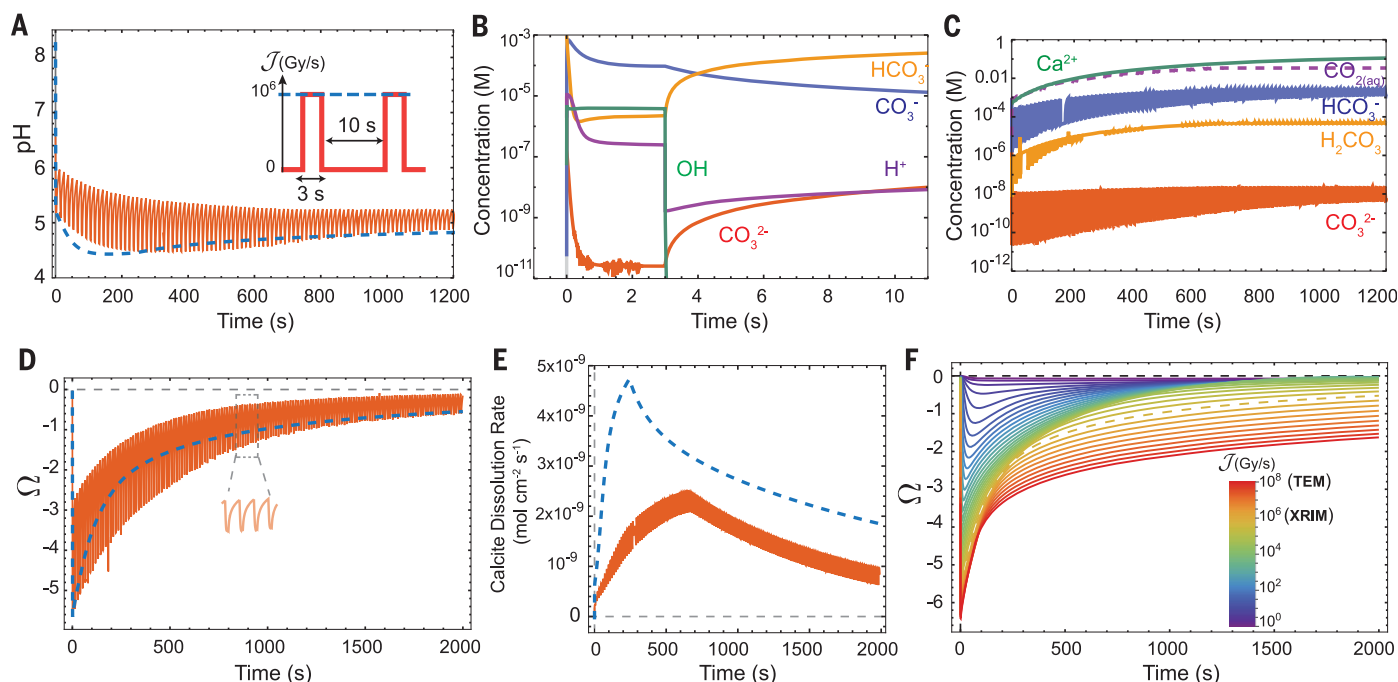 A
8
7
6
5
4
pH
0
200
400
600
800
1000
1200
Time (s)
𝒥(Gy/s)
10⁶
0
10 s
3 s
B
10⁻³
10⁻⁵
10⁻⁷
10⁻⁹
10⁻¹¹
Concentration (M)
HCO₃⁻
CO₃⁻
OH
H⁺
CO₃²⁻
0
2
4
6
8
10
Time (s)
C
1
0.01
10⁻⁴
10⁻⁶
10⁻⁸
10⁻¹⁰
10⁻¹²
Concentration (M)
Ca²⁺
CO₂(aq)
HCO₃⁻
H₂CO₃
CO₃²⁻
0
200
400
600
800
1000
1200
Time (s)
D
0
-1
-2
-3
-4
-5
Ω
0
500
1000
1500
2000
Time (s)
E
5x10⁻⁹
4x10⁻⁹
3x10⁻⁹
2x10⁻⁹
10⁻⁹
0
Calcite Dissolution Rate
(mol cm⁻² s⁻¹)
0
500
1000
1500
2000
Time (s)
F
0
-1
-2
-3
-4
-5
-6
Ω
𝒥(Gy/s)
10⁸ (TEM)
10⁶ (XRIM)
10⁴
10²
10⁰
0
500
1000
1500
2000
Time (s)